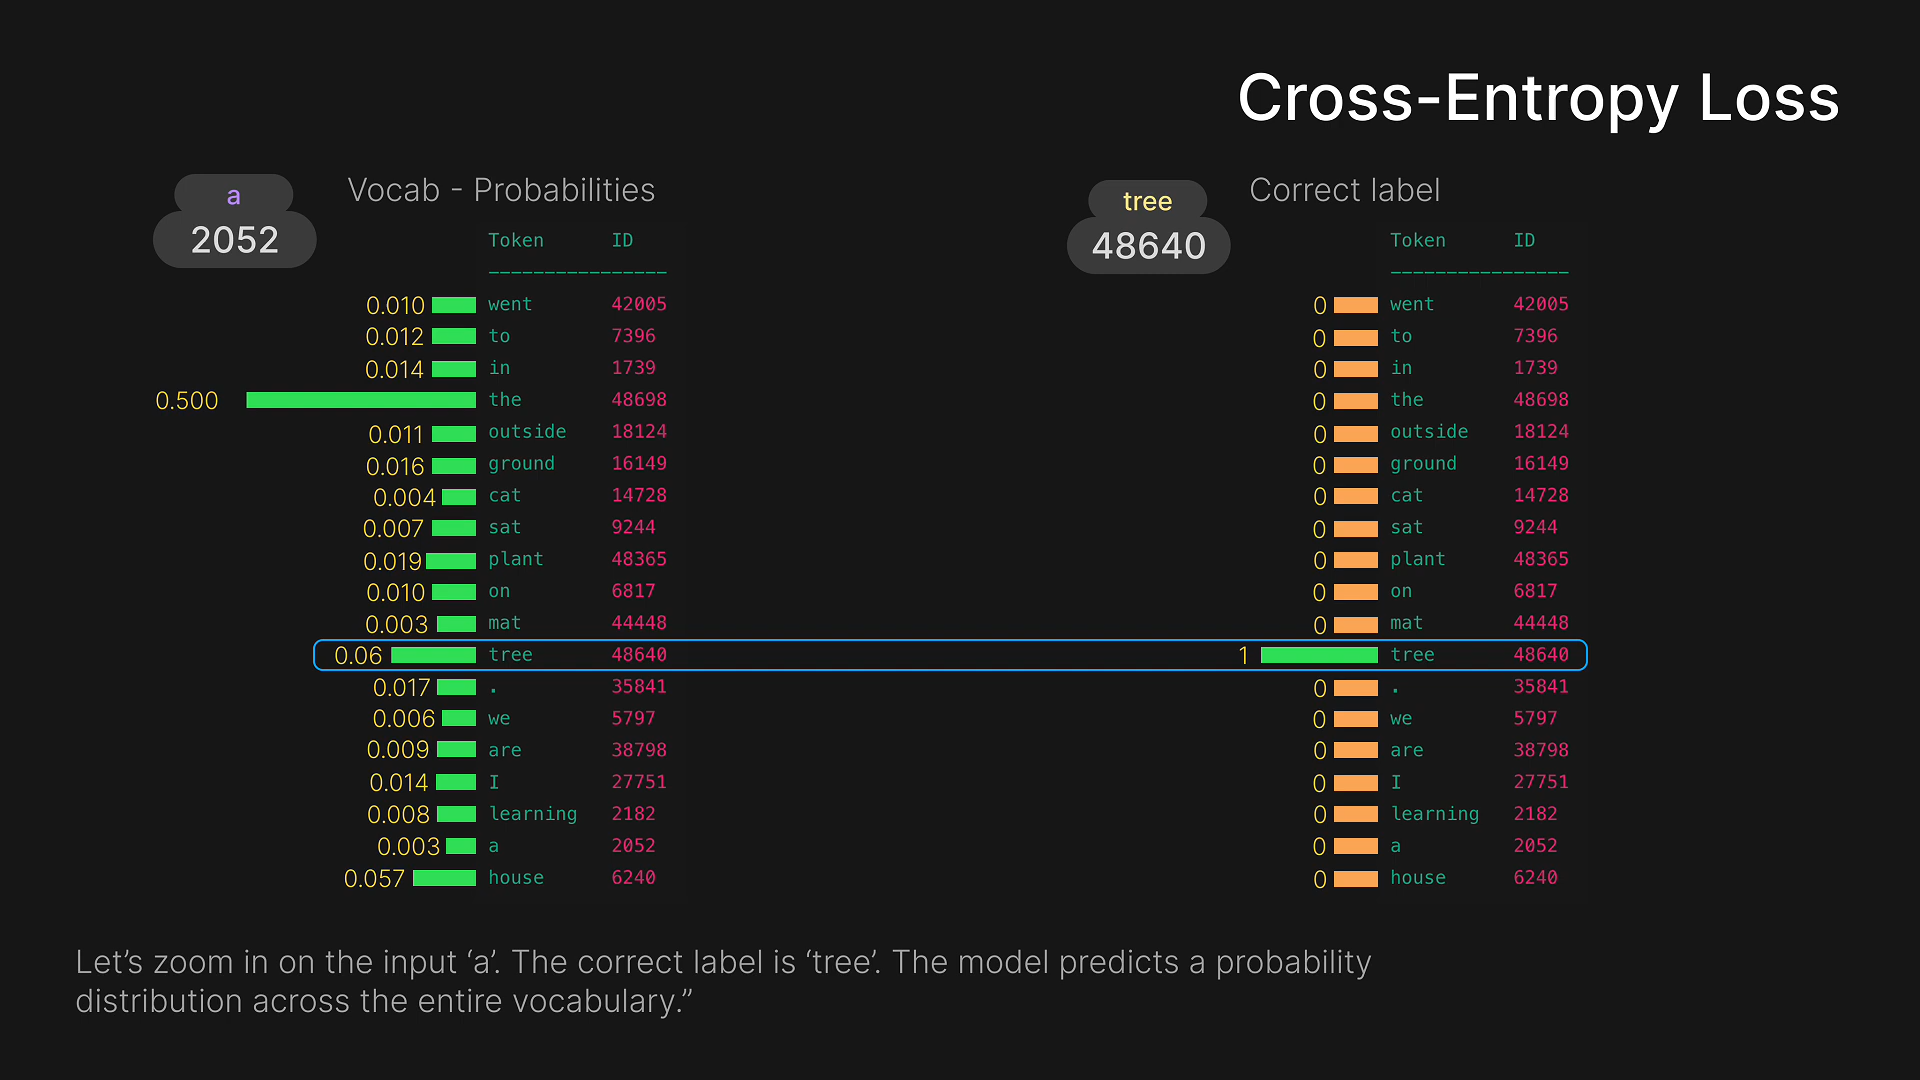 Cross-Entropy Loss
a
2052
Vocab - Probabilities
Token ID
----------------
0.010 went 42005
0.012 to 7396
0.014 in 1739
0.500 the 48698
0.011 outside 18124
0.016 ground 16149
0.004 cat 14728
0.007 sat 9244
0.019 plant 48365
0.010 on 6817
0.003 mat 44448
0.06 tree 48640
0.017 . 35841
0.006 we 5797
0.009 are 38798
0.014 I 27751
0.008 learning 2182
0.003 a 2052
0.057 house 6240
tree
48640
Correct label
Token ID
----------------
0 went 42005
0 to 7396
0 in 1739
0 the 48698
0 outside 18124
0 ground 16149
0 cat 14728
0 sat 9244
0 plant 48365
0 on 6817
0 mat 44448
1 tree 48640
0 . 35841
0 we 5797
0 are 38798
0 I 27751
0 learning 2182
0 a 2052
0 house 6240
Let’s zoom in on the input ‘a’. The correct label is ‘tree’. The model predicts a probability
distribution across the entire vocabulary.”